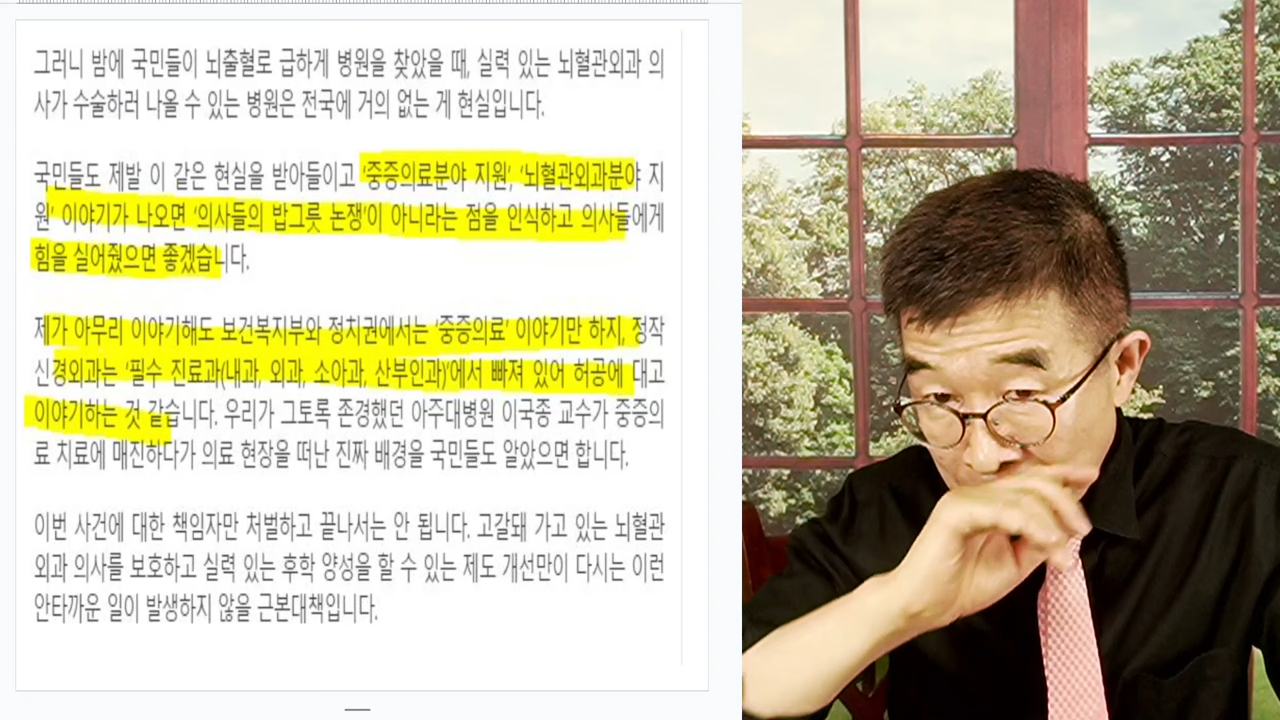 그러니 밤에 국민들이 뇌출혈로 급하게 병원을 찾았을 때, 실력 있는 뇌혈관외과 의
사가 수술하러 나올 수 있는 병원은 전국에 거의 없는 게 현실입니다.
국민들도 제발 이 같은 현실을 받아들이고 '중증의료분야 지원', '뇌혈관외과분야 지
원' 이야기가 나오면 '의사들의 밥그릇 논쟁'이 아니라는 점을 인식하고 의사들에게
힘을 실어줬으면 좋겠습니다.
제가 아무리 이야기해도 보건복지부와 정치권에서는 '중증의료' 이야기만 하지, 정작
신경외과는 '필수 진료과(내과, 외과, 소아과, 산부인과)'에서 빠져 있어 허공에 대고
이야기하는 것 같습니다. 우리가 그토록 존경했던 아주대병원 이국종 교수가 중증의
료 치료에 매진하다가 의료 현장을 떠난 진짜 배경을 국민들도 알았으면 합니다.
이번 사건에 대한 책임자만 처벌하고 끝나서는 안 됩니다. 고갈돼 가고 있는 뇌혈관
외과 의사를 보호하고 실력 있는 후학 양성을 할 수 있는 제도 개선만이 다시는 이런
안타까운 일이 발생하지 않을 근본대책입니다.